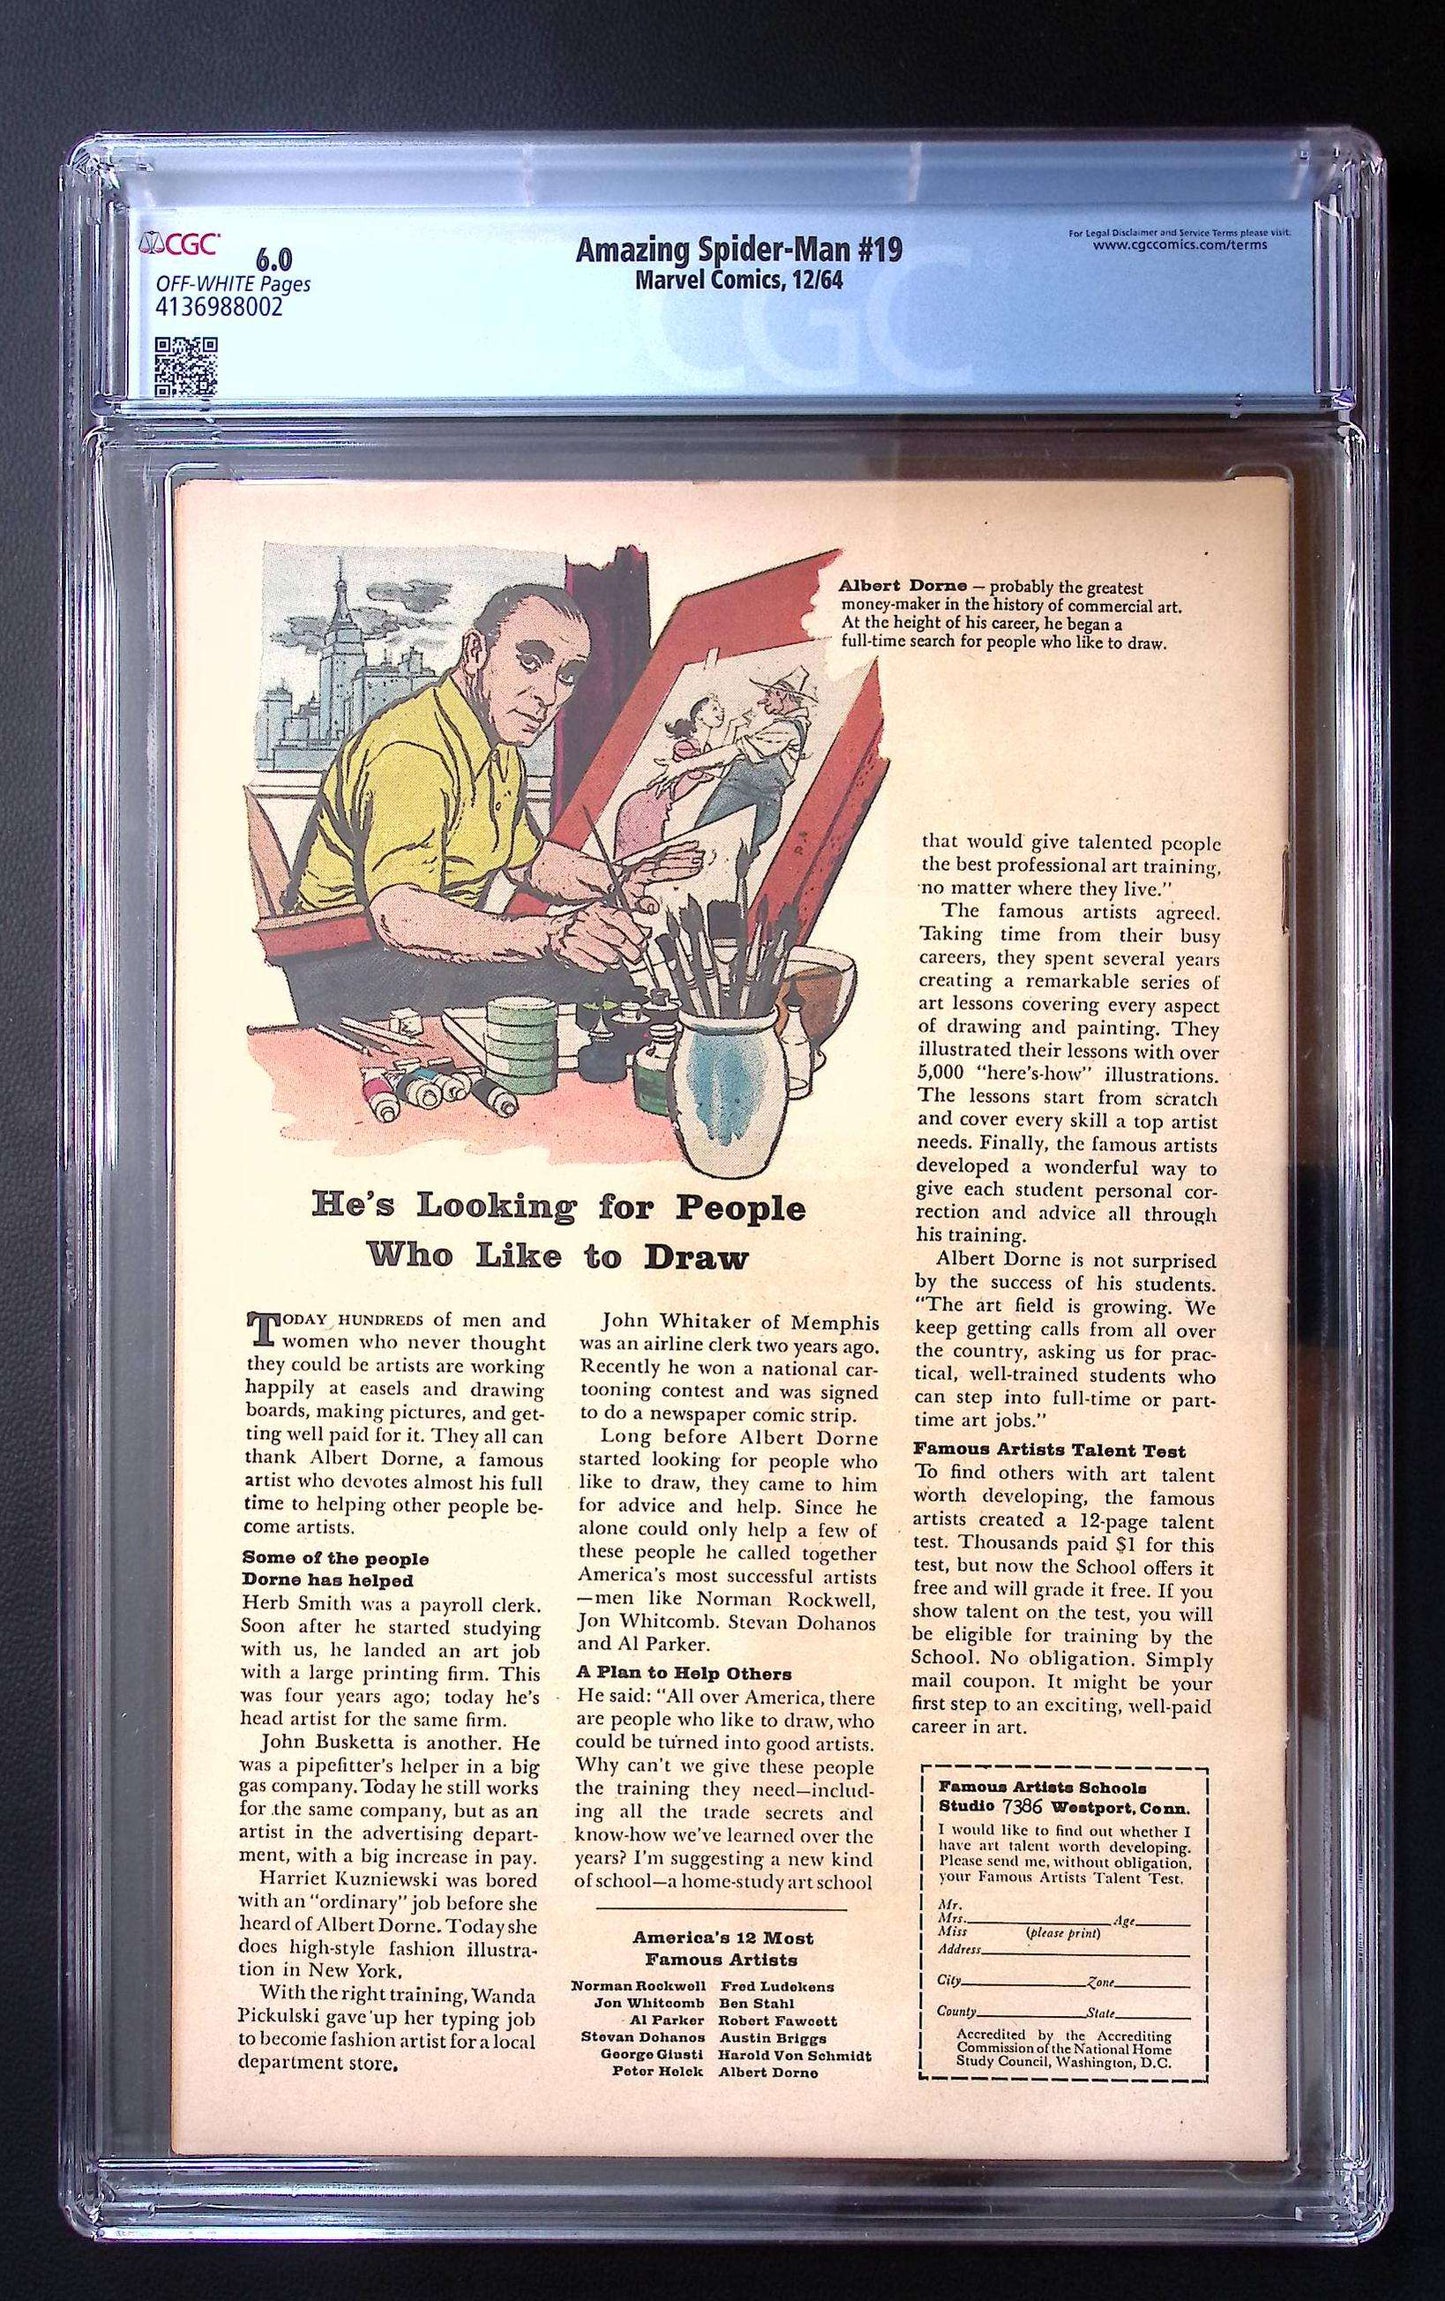 CGC
6.0
OFF-WHITE Pages
4136988002
Amazing Spider-Man #19
Marvel Comics, 12/64
For Legal Disclaimer and Service Terms please visit:
www.cgccomics.com/terms
CGC
Albert Dorne — probably the greatest
money-maker in the history of commercial art.
At the height of his career, he began a
full-time search for people who like to draw.
He's Looking for People
Who Like to Draw
TODAY HUNDREDS of men and
women who never thought
they could be artists are working
happily at easels and drawing
boards, making pictures, and get-
ting well paid for it. They all can
thank Albert Dorne, a famous
artist who devotes almost his full
time to helping other people be-
come artists.
Some of the people
Dorne has helped
Herb Smith was a payroll clerk.
Soon after he started studying
with us, he landed an art job
with a large printing firm. This
was four years ago; today he's
head artist for the same firm.
John Busketta is another. He
was a pipefitter's helper in a big
gas company. Today he still works
for the same company, but as an
artist in the advertising depart-
ment, with a big increase in pay.
Harriet Kuzniewski was bored
with an "ordinary" job before she
heard of Albert Dorne. Today she
does high-style fashion illustra-
tion in New York.
With the right training, Wanda
Pickulski gave up her typing job
to become fashion artist for a local
department store.
John Whitaker of Memphis
was an airline clerk two years ago.
Recently he won a national car-
tooning contest and was signed
to do a newspaper comic strip.
Long before Albert Dorne
started looking for people who
like to draw, they came to him
for advice and help. Since he
alone could only help a few of
these people he called together
America's most successful artists
—men like Norman Rockwell,
Jon Whitcomb. Stevan Dohanos
and Al Parker.
A Plan to Help Others
He said: "All over America, there
are people who like to draw, who
could be turned into good artists.
Why can't we give these people
the training they need—includ-
ing all the trade secrets and
know-how we've learned over the
years? I'm suggesting a new kind
of school—a home-study art school
America's 12 Most
Famous Artists
Norman Rockwell Fred Ludekens
Jon Whitcomb Ben Stahl
Al Parker Robert Fawcett
Stevan Dohanos Austin Briggs
George Giusti Harold Von Schmidt
Peter Helck Albert Dorne
that would give talented people
the best professional art training,
no matter where they live."
The famous artists agreed.
Taking time from their busy
careers, they spent several years
creating a remarkable series of
art lessons covering every aspect
of drawing and painting. They
illustrated their lessons with over
5,000 "here's-how" illustrations.
The lessons start from scratch
and cover every skill a top artist
needs. Finally, the famous artists
developed a wonderful way to
give each student personal cor-
rection and advice all through
his training.
Albert Dorne is not surprised
by the success of his students.
"The art field is growing. We
keep getting calls from all over
the country, asking us for prac-
tical, well-trained students who
can step into full-time or part-
time art jobs."
Famous Artists Talent Test
To find others with art talent
worth developing, the famous
artists created a 12-page talent
test. Thousands paid $1 for this
test, but now the School offers it
free and will grade it free. If you
show talent on the test, you will
be eligible for training by the
School. No obligation. Simply
mail coupon. It might be your
first step to an exciting, well-paid
career in art.
Famous Artists Schools
Studio 7386 Westport, Conn.
I would like to find out whether I
have art talent worth developing.
Please send me, without obligation,
your Famous Artists Talent Test.
Mr.
Mrs. Age
Miss (please print)
Address
City Zone
County State
Accredited by the Accrediting
Commission of the National Home
Study Council, Washington, D.C.